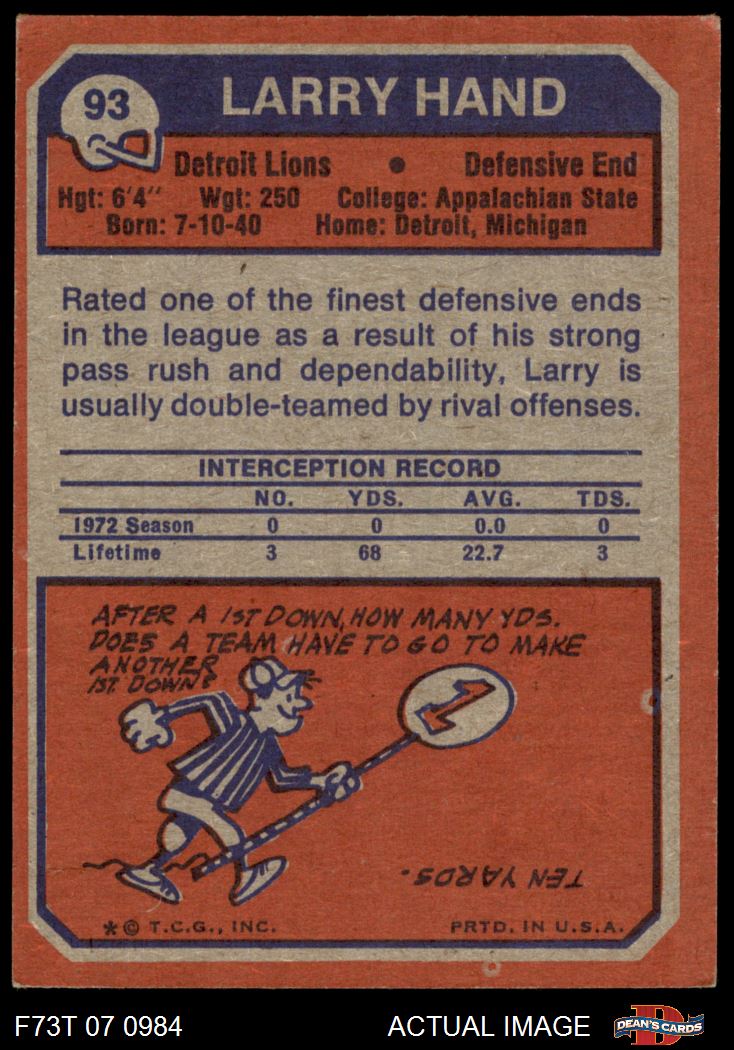 93
LARRY HAND
Detroit Lions • Defensive End
Hgt: 6'4" Wgt: 250 College: Appalachian State
Born: 7-10-40 Home: Detroit, Michigan
Rated one of the finest defensive ends
in the league as a result of his strong
pass rush and dependability, Larry is
usually double-teamed by rival offenses.
INTERCEPTION RECORD
NO. YDS. AVG. TDS.
1972 Season 0 0 0.0 0
Lifetime 3 68 22.7 3
AFTER A 1ST DOWN, HOW MANY YDS.
DOES A TEAM HAVE TO GO TO MAKE
ANOTHER
1ST DOWN?
1
TEN YARDS.
*© T.C.G., INC. PRTD. IN U.S.A.
F73T 07 0984 ACTUAL IMAGE
D
DEAN'S CARDS